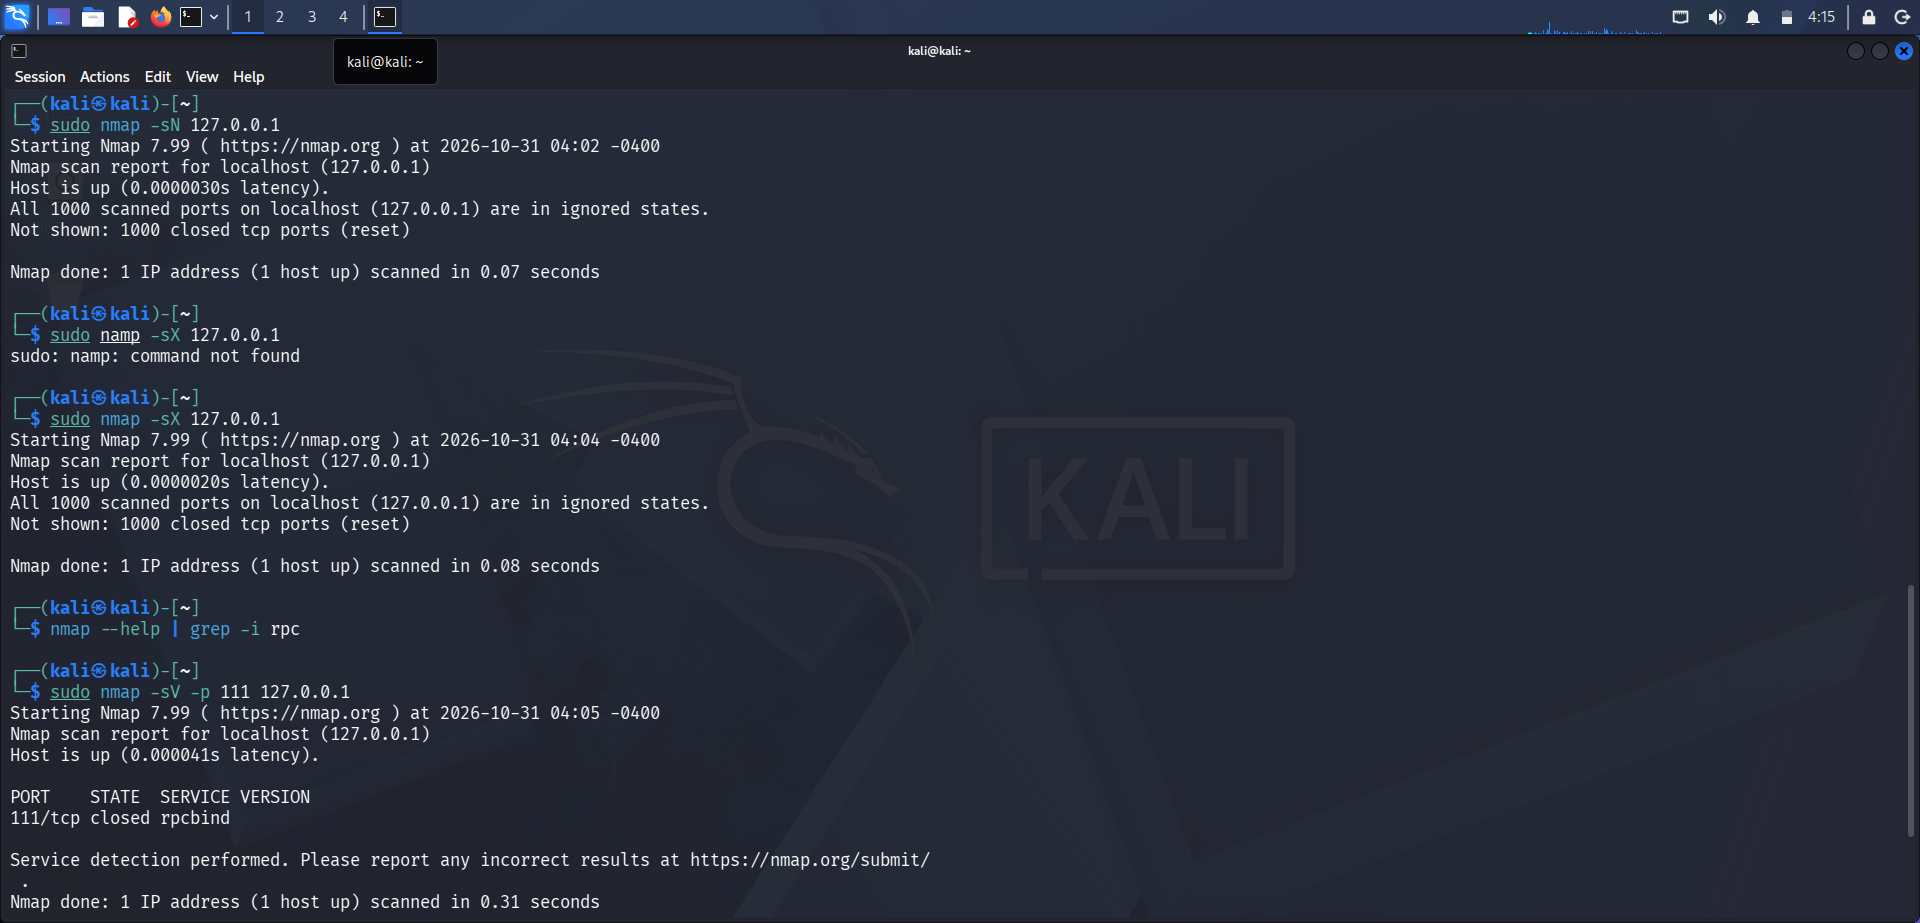 1 2 3 4
4:15
kali@kali: ~
Session Actions Edit View Help
kali@kali: ~
┌──(kali㉿kali)-[~]
└─$ sudo nmap -sN 127.0.0.1
Starting Nmap 7.99 ( https://nmap.org ) at 2026-10-31 04:02 -0400
Nmap scan report for localhost (127.0.0.1)
Host is up (0.0000030s latency).
All 1000 scanned ports on localhost (127.0.0.1) are in ignored states.
Not shown: 1000 closed tcp ports (reset)
Nmap done: 1 IP address (1 host up) scanned in 0.07 seconds
┌──(kali㉿kali)-[~]
└─$ sudo namp -sX 127.0.0.1
sudo: namp: command not found
┌──(kali㉿kali)-[~]
└─$ sudo nmap -sX 127.0.0.1
Starting Nmap 7.99 ( https://nmap.org ) at 2026-10-31 04:04 -0400
Nmap scan report for localhost (127.0.0.1)
Host is up (0.0000020s latency).
All 1000 scanned ports on localhost (127.0.0.1) are in ignored states.
Not shown: 1000 closed tcp ports (reset)
Nmap done: 1 IP address (1 host up) scanned in 0.08 seconds
┌──(kali㉿kali)-[~]
└─$ nmap --help | grep -i rpc
┌──(kali㉿kali)-[~]
└─$ sudo nmap -sV -p 111 127.0.0.1
Starting Nmap 7.99 ( https://nmap.org ) at 2026-10-31 04:05 -0400
Nmap scan report for localhost (127.0.0.1)
Host is up (0.000041s latency).
PORT    STATE  SERVICE VERSION
111/tcp closed rpcbind
Service detection performed. Please report any incorrect results at https://nmap.org/submit/
 .
Nmap done: 1 IP address (1 host up) scanned in 0.31 seconds
KALI